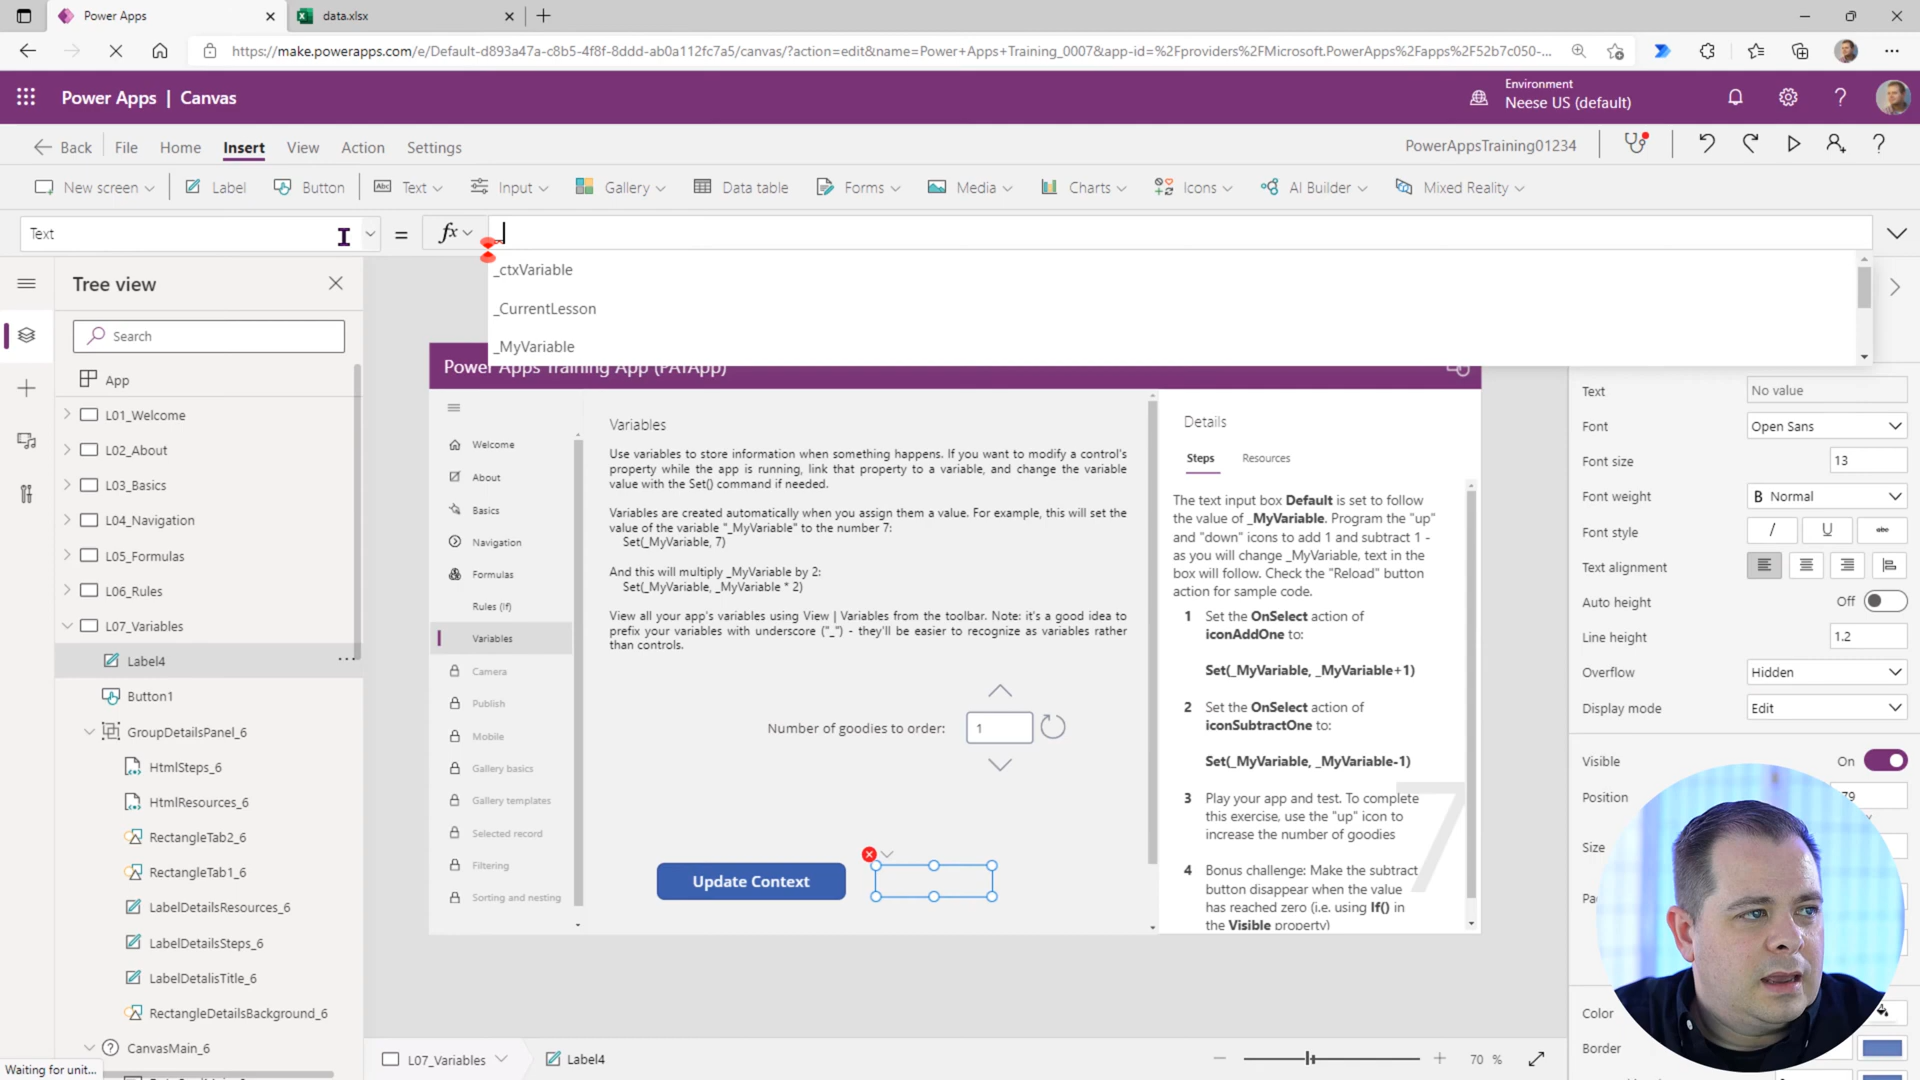 Power Apps
data.xlsx
https://make.powerapps.com/e/Default-d893a47a-c8b5-4f8f-8ddd-ab0a112fc7a5/canvas/?action=edit&name=Power+Apps+Training_0007&app-id=%2Fproviders%2FMicrosoft.PowerApps%2Fapps%2F52b7c050-...
Power Apps | Canvas
Environment
Neese US (default)
Back File Home Insert View Action Settings
PowerAppsTraining01234
New screen Label Button Text Input Gallery Data table Forms Media Charts Icons AI Builder Mixed Reality
Text = fx _
_ctxVariable
_CurrentLesson
_MyVariable
Tree view
Search
App
L01_Welcome
L02_About
L03_Basics
L04_Navigation
L05_Formulas
L06_Rules
L07_Variables
Label4
Button1
GroupDetailsPanel_6
HtmlSteps_6
HtmlResources_6
RectangleTab2_6
RectangleTab1_6
LabelDetailsResources_6
LabelDetailsSteps_6
LabelDetalisTitle_6
RectangleDetailsBackground_6
CanvasMain_6
Waiting for unit...
Power Apps Training App (PATApp)
Welcome
About
Basics
Navigation
Formulas
Rules (If)
Variables
Camera
Publish
Mobile
Gallery basics
Gallery templates
Selected record
Filtering
Sorting and nesting
Variables
Use variables to store information when something happens. If you want to modify a control's
property while the app is running, link that property to a variable, and change the variable
value with the Set() command if needed.
Variables are created automatically when you assign them a value. For example, this will set the
value of the variable "_MyVariable" to the number 7:
Set(_MyVariable, 7)
And this will multiply _MyVariable by 2:
Set(_MyVariable, _MyVariable * 2)
View all your app's variables using View | Variables from the toolbar. Note: it's a good idea to
prefix your variables with underscore ("_") - they'll be easier to recognize as variables rather
than controls.
Number of goodies to order: 1
Update Context
Details
Steps Resources
The text input box Default is set to follow
the value of _MyVariable. Program the "up"
and "down" icons to add 1 and subtract 1 -
as you will change _MyVariable, text in the
box will follow. Check the "Reload" button
action for sample code.
1 Set the OnSelect action of
iconAddOne to:
Set(_MyVariable, _MyVariable+1)
2 Set the OnSelect action of
iconSubtractOne to:
Set(_MyVariable, _MyVariable-1)
3 Play your app and test. To complete
this exercise, use the "up" icon to
increase the number of goodies
4 Bonus challenge: Make the subtract
button disappear when the value
has reached zero (i.e. using If() in
the Visible property)
7
Text No value
Font Open Sans
Font size 13
Font weight B Normal
Font style / U abc
Text alignment
Auto height Off
Line height 1.2
Overflow Hidden
Display mode Edit
Visible On
Position 79
Size
Color
Border
L07_Variables Label4
70 %